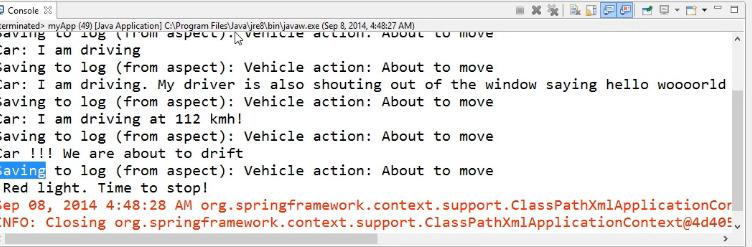 Console
terminated> myApp (49) [Java Application] C:\Program Files\Java\jre8\bin\javaw.exe (Sep 8, 2014, 4:48:27 AM)
Saving to log (from aspect): Vehicle action: About to move
Car: I am driving
Saving to log (from aspect): Vehicle action: About to move
Car: I am driving. My driver is also shouting out of the window saying hello woooorld
Saving to log (from aspect): Vehicle action: About to move
Car: I am driving at 112 kmh!
Saving to log (from aspect): Vehicle action: About to move
Car !!! We are about to drift
Saving to log (from aspect): Vehicle action: About to move
Red light. Time to stop!
Sep 08, 2014 4:48:28 AM org.springframework.context.support.ClassPathXmlApplicationCon
INFO: Closing org.springframework.context.support.ClassPathXmlApplicationContext@4d405